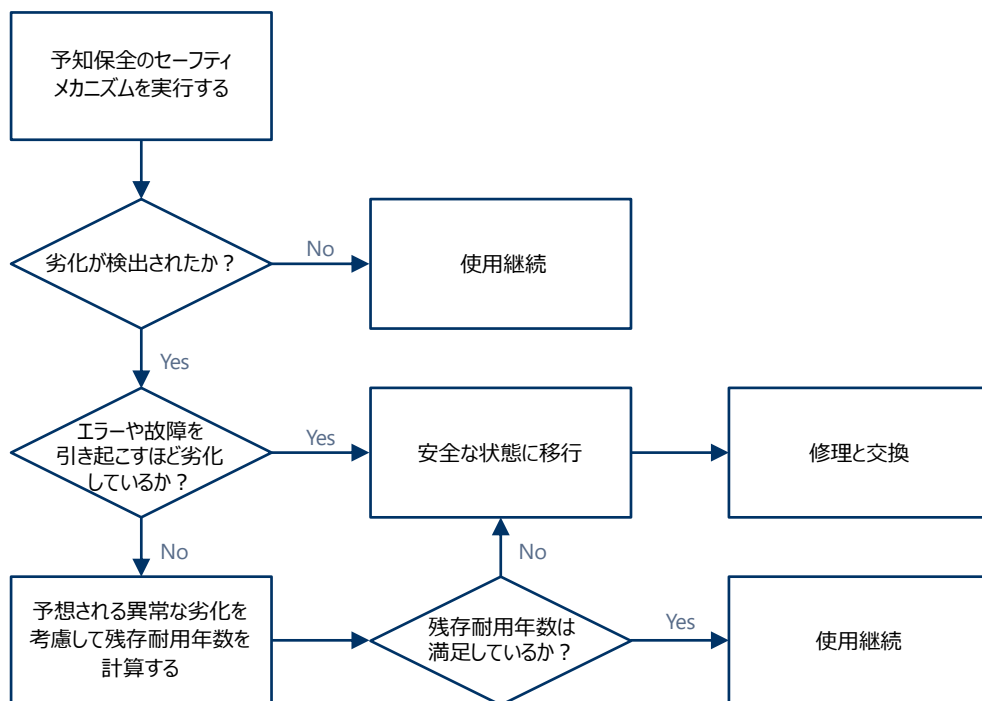 予知保全のセーフティ
メカニズムを実行する
劣化が検出されたか？
No
使用継続
Yes
エラーや故障を
引き起こすほど劣化
しているか？
Yes
安全な状態に移行
修理と交換
No
No
予想される異常な劣化を
考慮して残存耐用年数を
計算する
残存耐用年数は
満足しているか？
Yes
使用継続